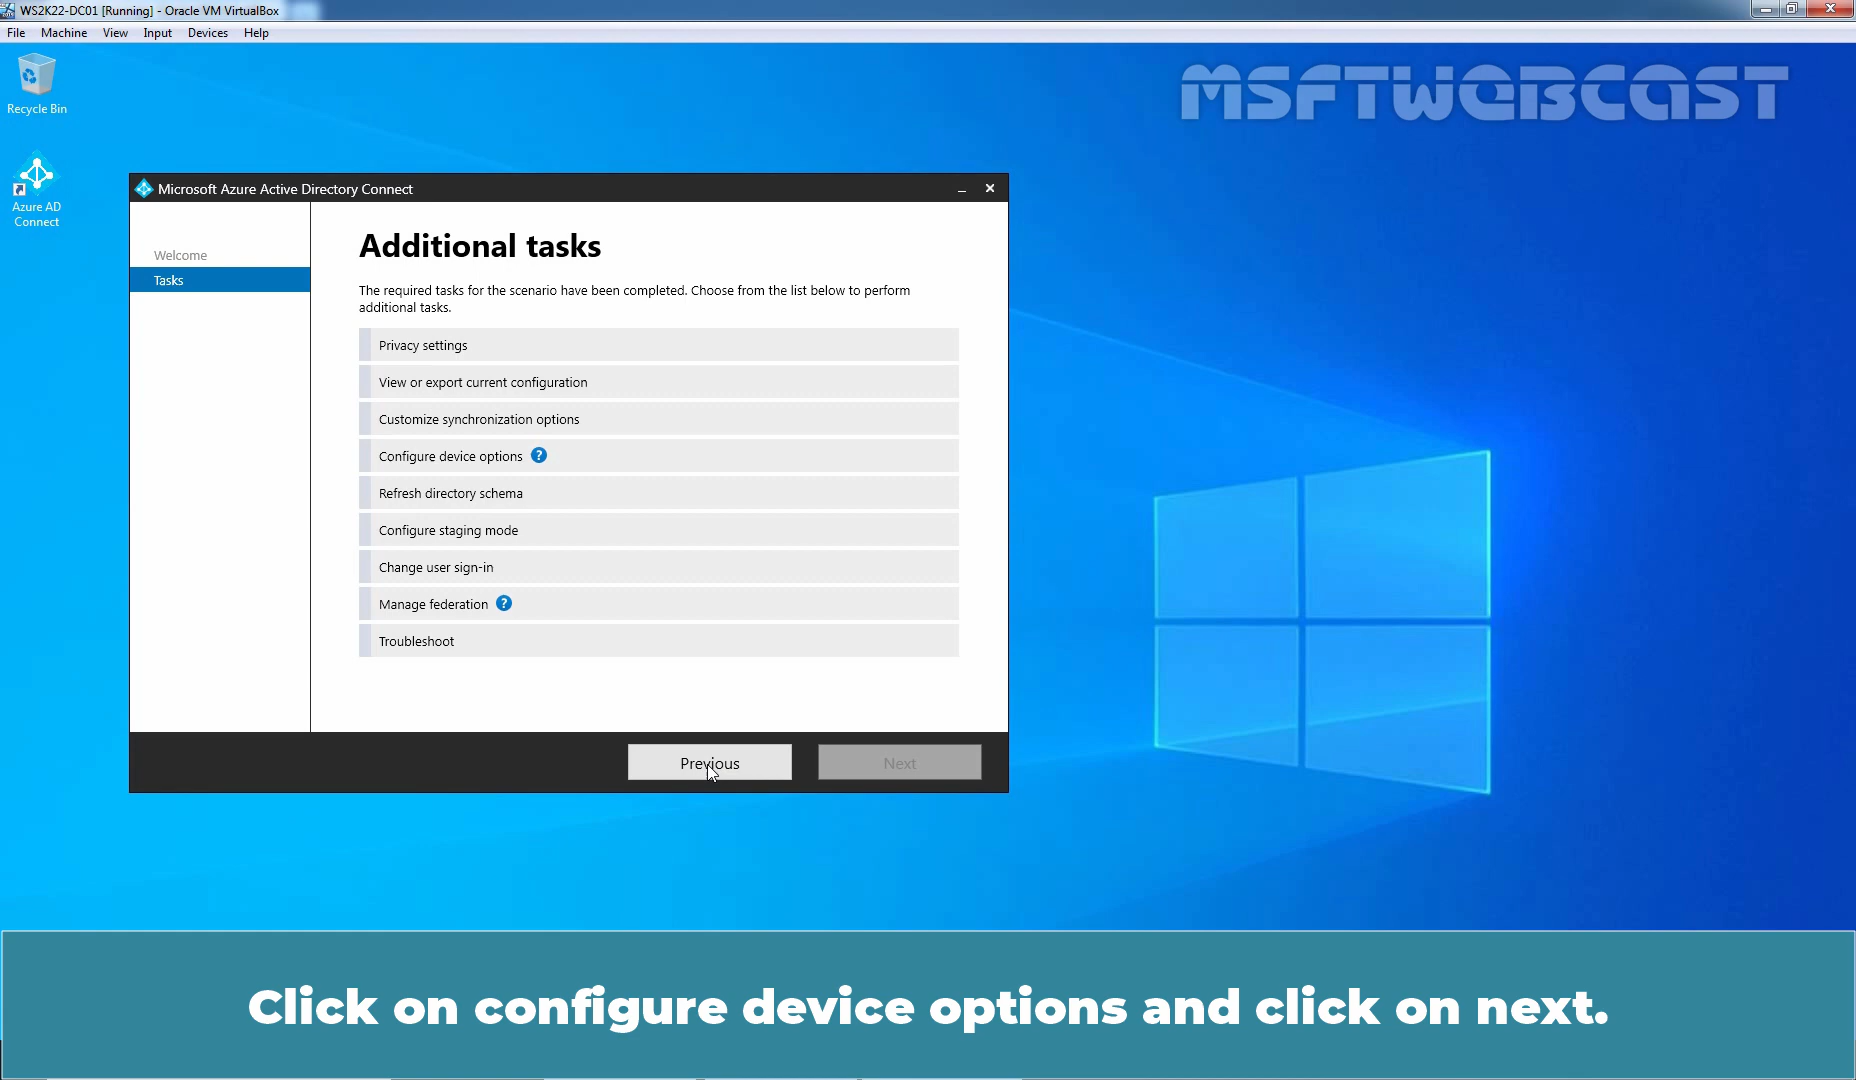 WS2K22-DC01 [Running] - Oracle VM VirtualBox
File Machine View Input Devices Help
MSFTWEBCAST
Recycle Bin
Azure AD
Connect
Microsoft Azure Active Directory Connect
Welcome
Tasks
Additional tasks
The required tasks for the scenario have been completed. Choose from the list below to perform
additional tasks.
Privacy settings
View or export current configuration
Customize synchronization options
Configure device options ?
Refresh directory schema
Configure staging mode
Change user sign-in
Manage federation ?
Troubleshoot
Previous Next
Click on configure device options and click on next.